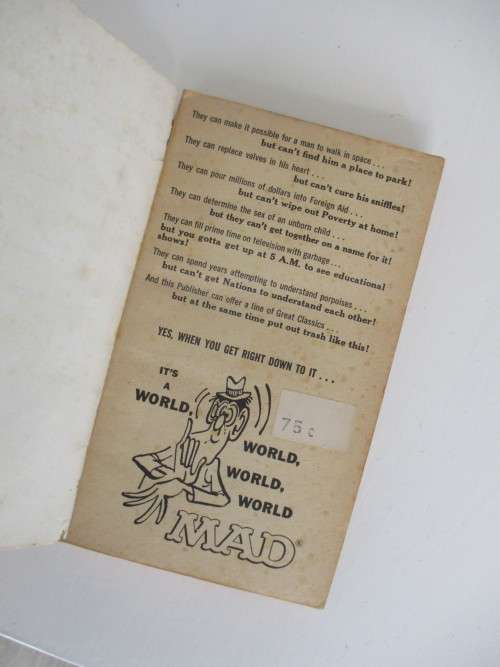 They can make it possible for a man to walk in space . . .
but can't find him a place to park!
They can replace valves in his heart . . .
but can't cure his sniffles!
They can pour millions of dollars into Foreign Aid . . .
but can't wipe out Poverty at home!
They can determine the sex of an unborn child . . .
but they can't get together on a name for it!
They can fill prime time on television with garbage . . .
but you gotta get up at 5 A.M. to see educational
shows!
They can spend years attempting to understand porpoises . . .
but can't get Nations to understand each other!
And this Publisher can offer a line of Great Classics . . .
but at the same time put out trash like this!
YES, WHEN YOU GET RIGHT DOWN TO IT . . .
IT'S
A
WORLD,
75¢
WORLD,
WORLD,
WORLD
MAD